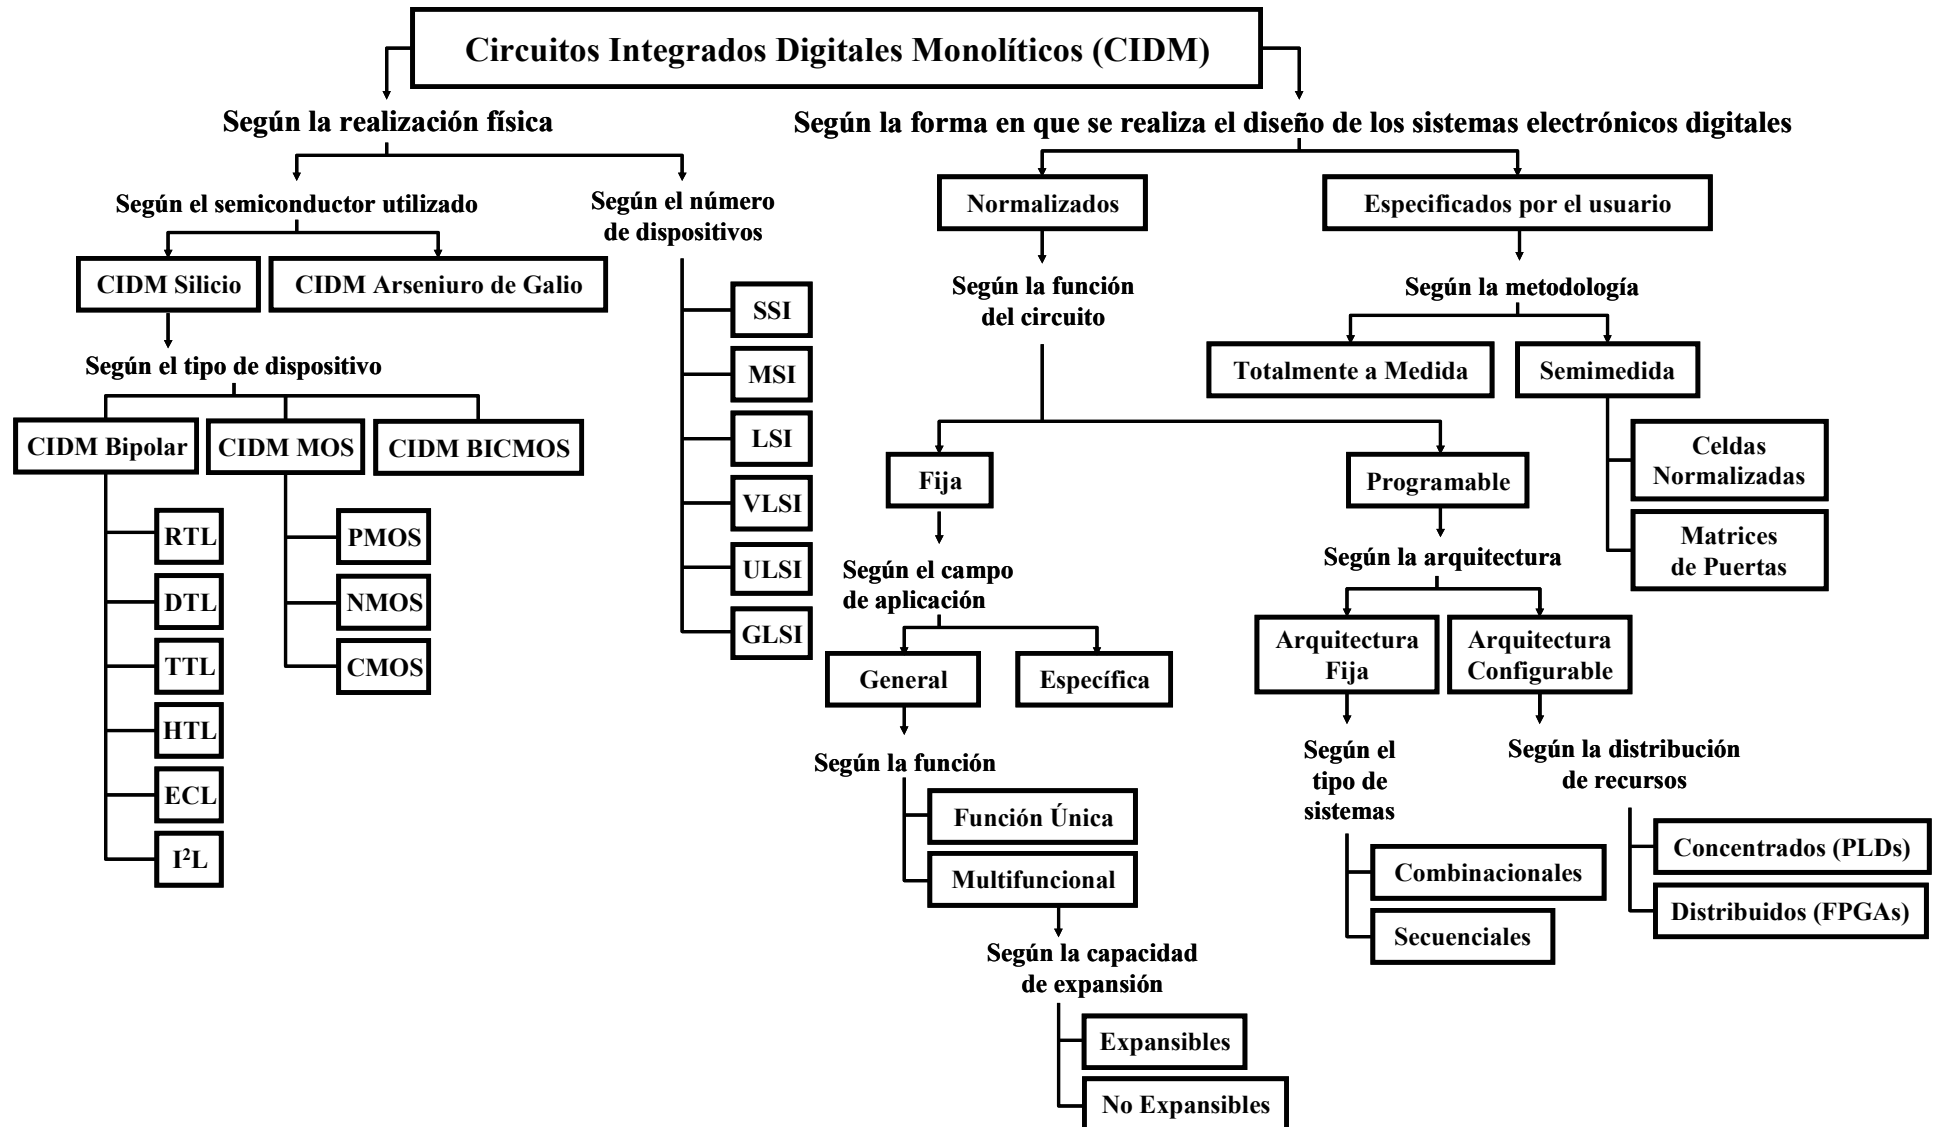 Circuitos Integrados Digitales Monolíticos (CIDM)
Según la realización física
Según el semiconductor utilizado
CIDM Silicio
CIDM Arseniuro de Galio
Según el tipo de dispositivo
CIDM Bipolar
CIDM MOS
CIDM BICMOS
RTL
DTL
TTL
HTL
ECL
I²L
PMOS
NMOS
CMOS
Según el número
de dispositivos
SSI
MSI
LSI
VLSI
ULSI
GLSI
Según la forma en que se realiza el diseño de los sistemas electrónicos digitales
Normalizados
Según la función
del circuito
Fija
Según el campo
de aplicación
General
Específica
Según la función
Función Única
Multifuncional
Según la capacidad
de expansión
Expansibles
No Expansibles
Programable
Según la arquitectura
Arquitectura
Fija
Según el
tipo de
sistemas
Combinacionales
Secuenciales
Arquitectura
Configurable
Según la distribución
de recursos
Concentrados (PLDs)
Distribuidos (FPGAs)
Especificados por el usuario
Según la metodología
Totalmente a Medida
Semimedida
Celdas
Normalizadas
Matrices
de Puertas